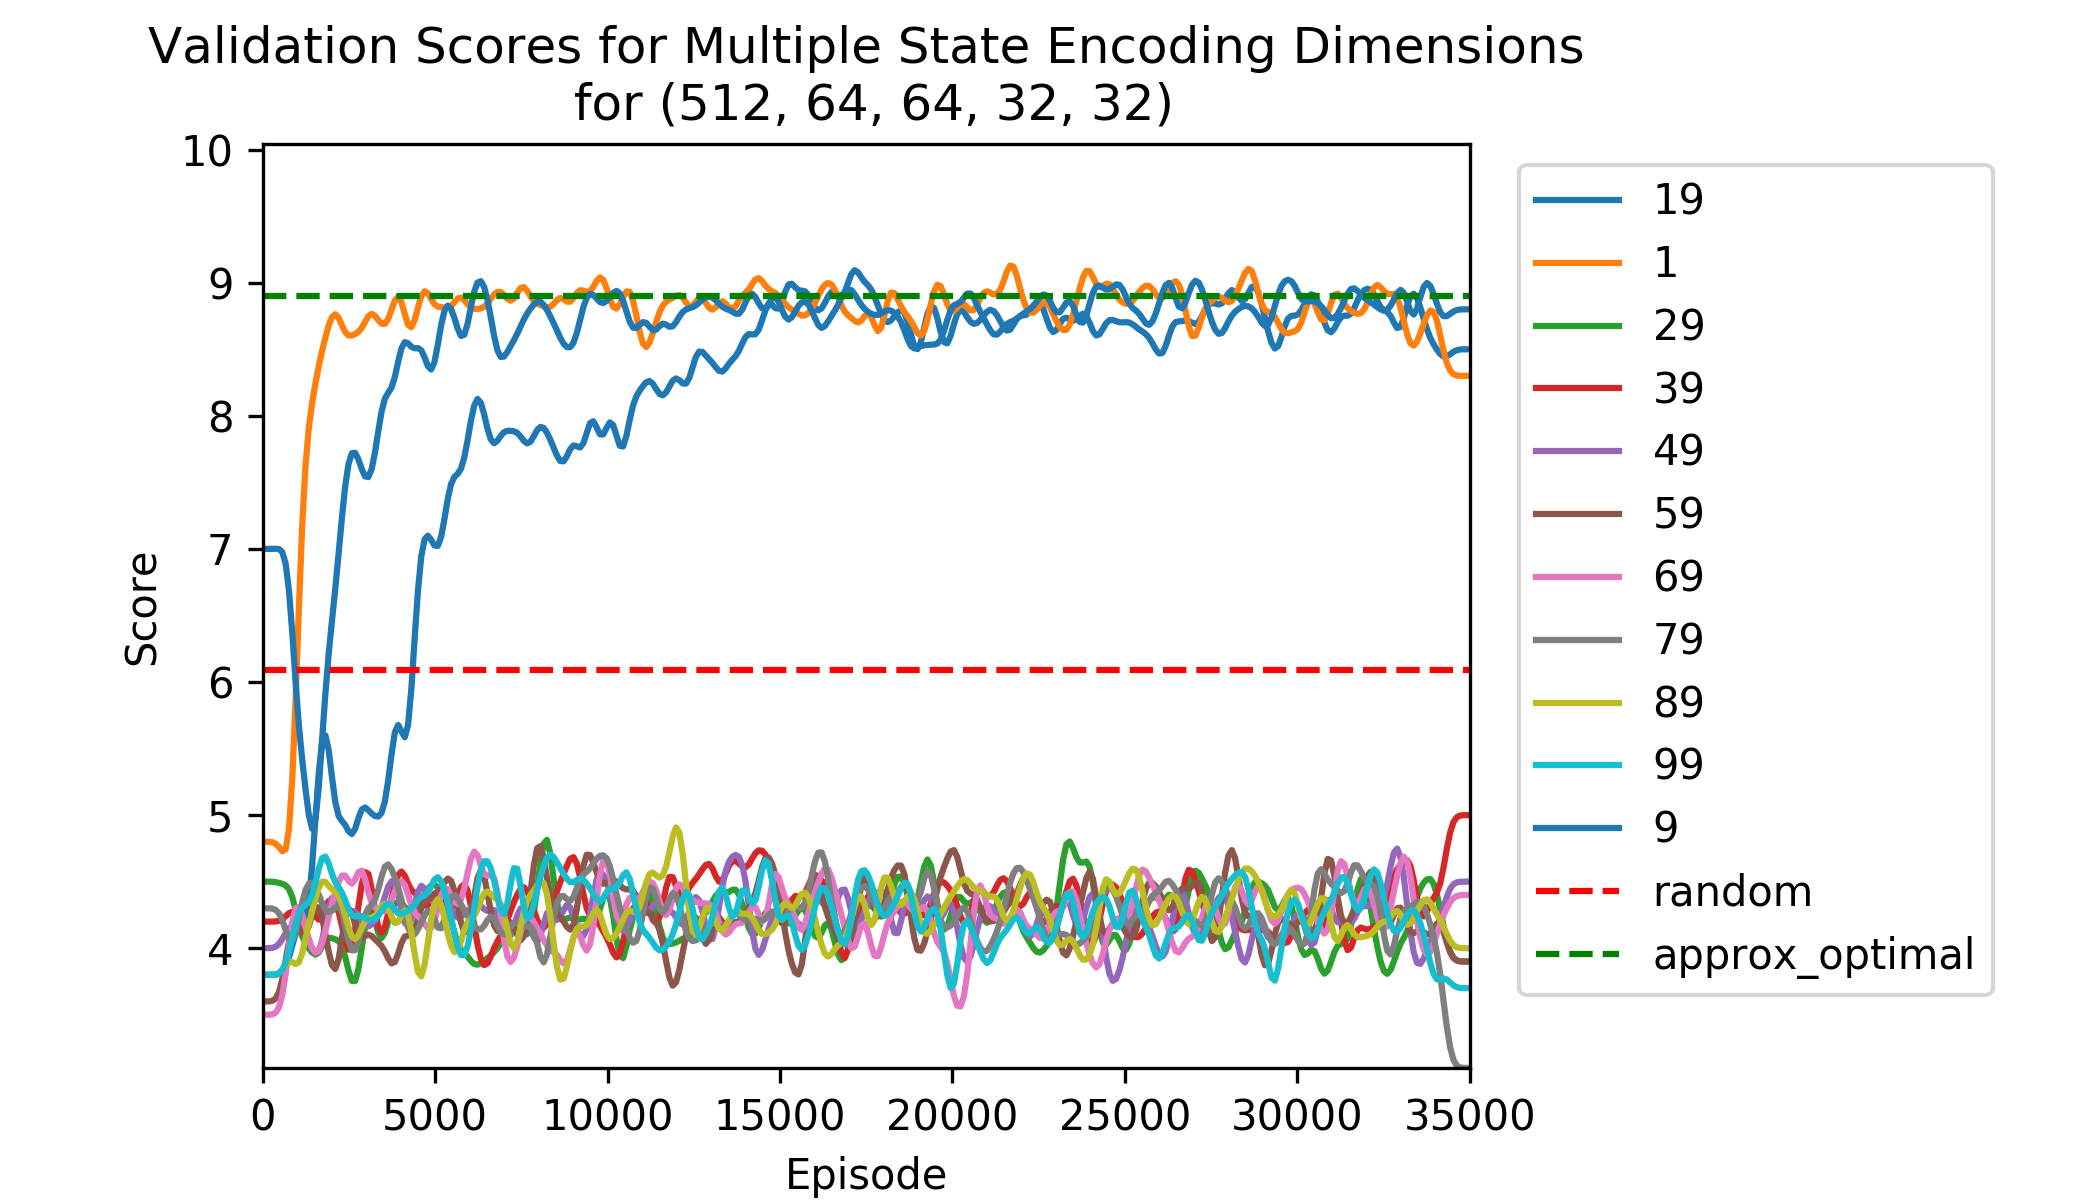 Validation Scores for Multiple State Encoding Dimensions
for (512, 64, 64, 32, 32)
10
9
8
7
6
5
4
Score
0 5000 10000 15000 20000 25000 30000 35000
Episode
19
1
29
39
49
59
69
79
89
99
9
random
approx_optimal